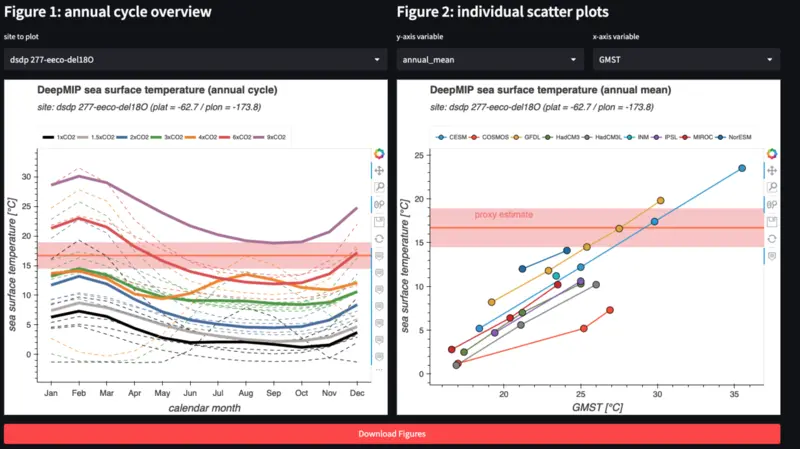 Figure 1: annual cycle overview
site to plot
dsdp 277-eeco-del18O
DeepMIP sea surface temperature (annual cycle)
site: dsdp 277-eeco-del18O (plat = -62.7 / plon = -173.8)
1xCO2 1.5xCO2 2xCO2 3xCO2 4xCO2 6xCO2 9xCO2
sea surface temperature [°C]
30
25
20
15
10
5
0
Jan Feb Mar Apr May Jun Jul Aug Sep Oct Nov Dec
calendar month
Figure 2: individual scatter plots
y-axis variable x-axis variable
annual_mean GMST
DeepMIP sea surface temperature (annual mean)
site: dsdp 277-eeco-del18O (plat = -62.7 / plon = -173.8)
CESM COSMOS GFDL HadCM3 HadCM3L INM IPSL MIROC NorESM
proxy estimate
sea surface temperature [°C]
25
20
15
10
5
0
20 25 30 35
GMST [°C]
Download Figures